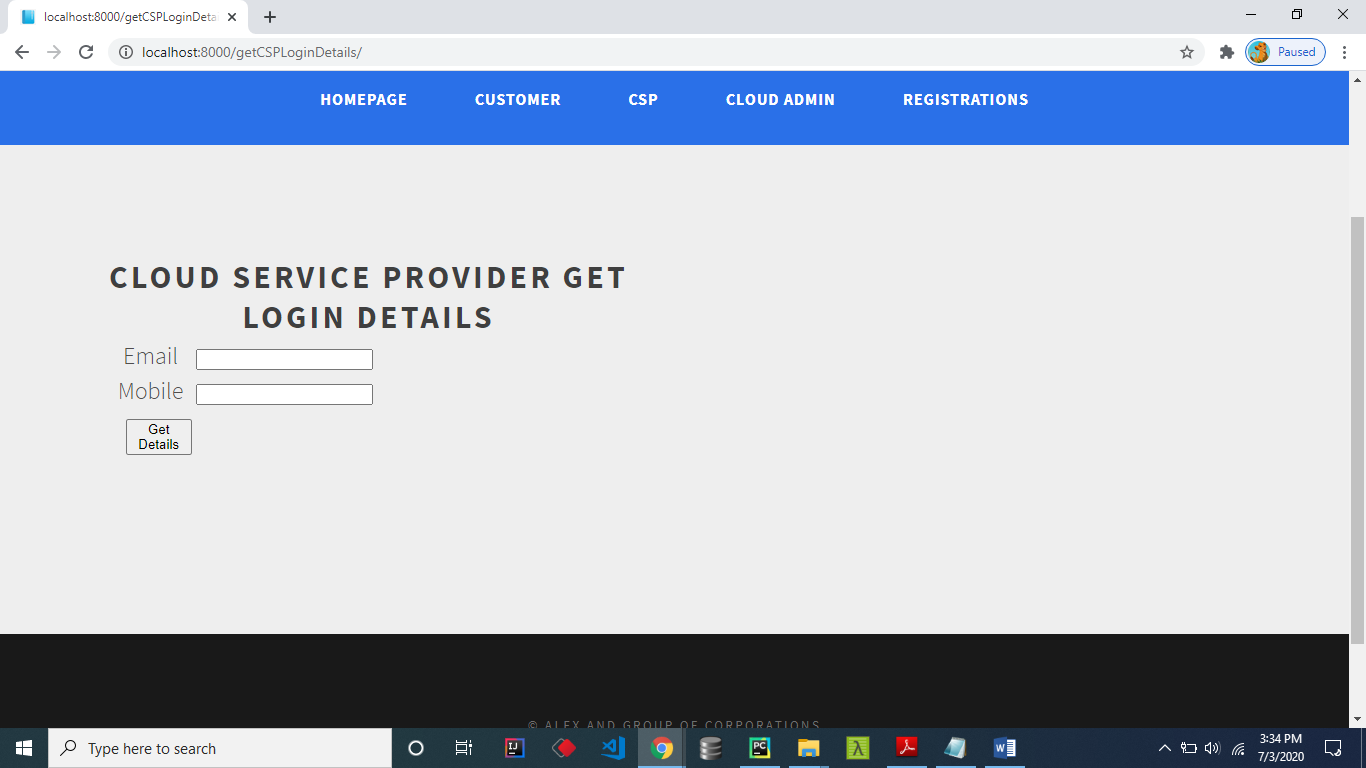 localhost:8000/getCSPLoginDeta
localhost:8000/getCSPLoginDetails/
Paused
HOMEPAGE CUSTOMER CSP CLOUD ADMIN REGISTRATIONS
CLOUD SERVICE PROVIDER GET
LOGIN DETAILS
Email
Mobile
Get
Details
© ALEX AND GROUP OF CORPORATIONS
Type here to search
IJ
PC
λ
W
3:34 PM
7/3/2020